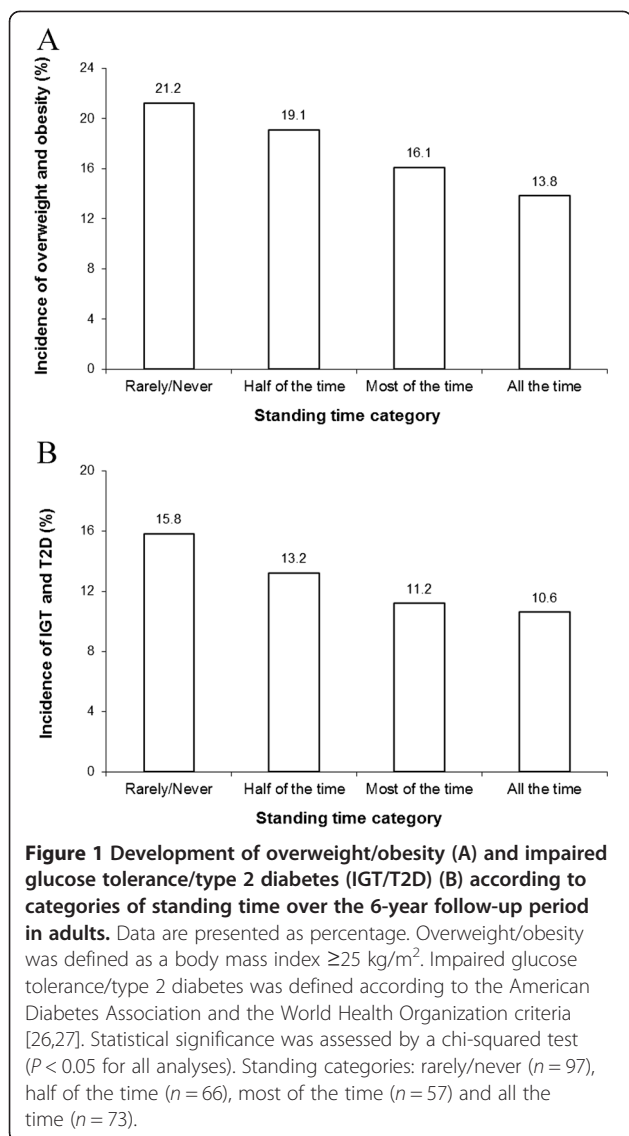 A
Incidence of overweight and obesity (%)
24
20
16
12
8
4
0
21.2
19.1
16.1
13.8
Rarely/Never Half of the time Most of the time All the time
Standing time category
B
Incidence of IGT and T2D (%)
20
16
12
8
4
0
15.8
13.2
11.2
10.6
Rarely/Never Half of the time Most of the time All the time
Standing time category
Figure 1 Development of overweight/obesity (A) and impaired
glucose tolerance/type 2 diabetes (IGT/T2D) (B) according to
categories of standing time over the 6-year follow-up period
in adults. Data are presented as percentage. Overweight/obesity
was defined as a body mass index ≥25 kg/m². Impaired glucose
tolerance/type 2 diabetes was defined according to the American
Diabetes Association and the World Health Organization criteria
[26,27]. Statistical significance was assessed by a chi-squared test
(P < 0.05 for all analyses). Standing categories: rarely/never (n = 97),
half of the time (n = 66), most of the time (n = 57) and all the
time (n = 73).